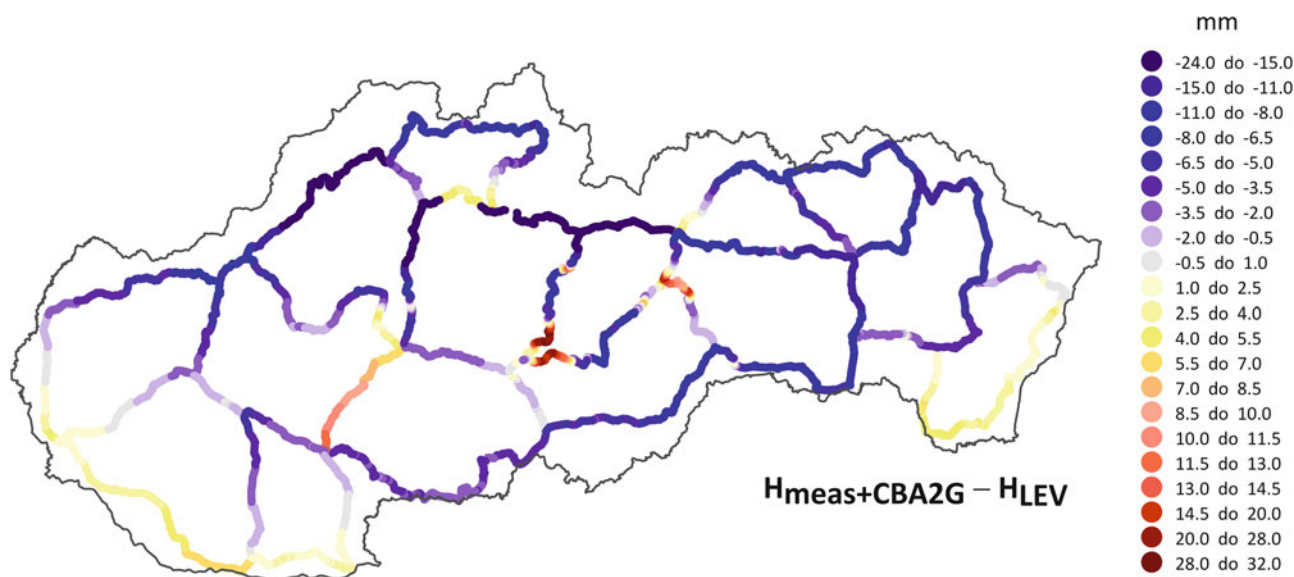 mm
-24.0 do -15.0
-15.0 do -11.0
-11.0 do -8.0
-8.0 do -6.5
-6.5 do -5.0
-5.0 do -3.5
-3.5 do -2.0
-2.0 do -0.5
-0.5 do 1.0
1.0 do 2.5
2.5 do 4.0
4.0 do 5.5
5.5 do 7.0
7.0 do 8.5
8.5 do 10.0
10.0 do 11.5
11.5 do 13.0
13.0 do 14.5
14.5 do 20.0
20.0 do 28.0
28.0 do 32.0
Hmeas+CBA2G – HLEV